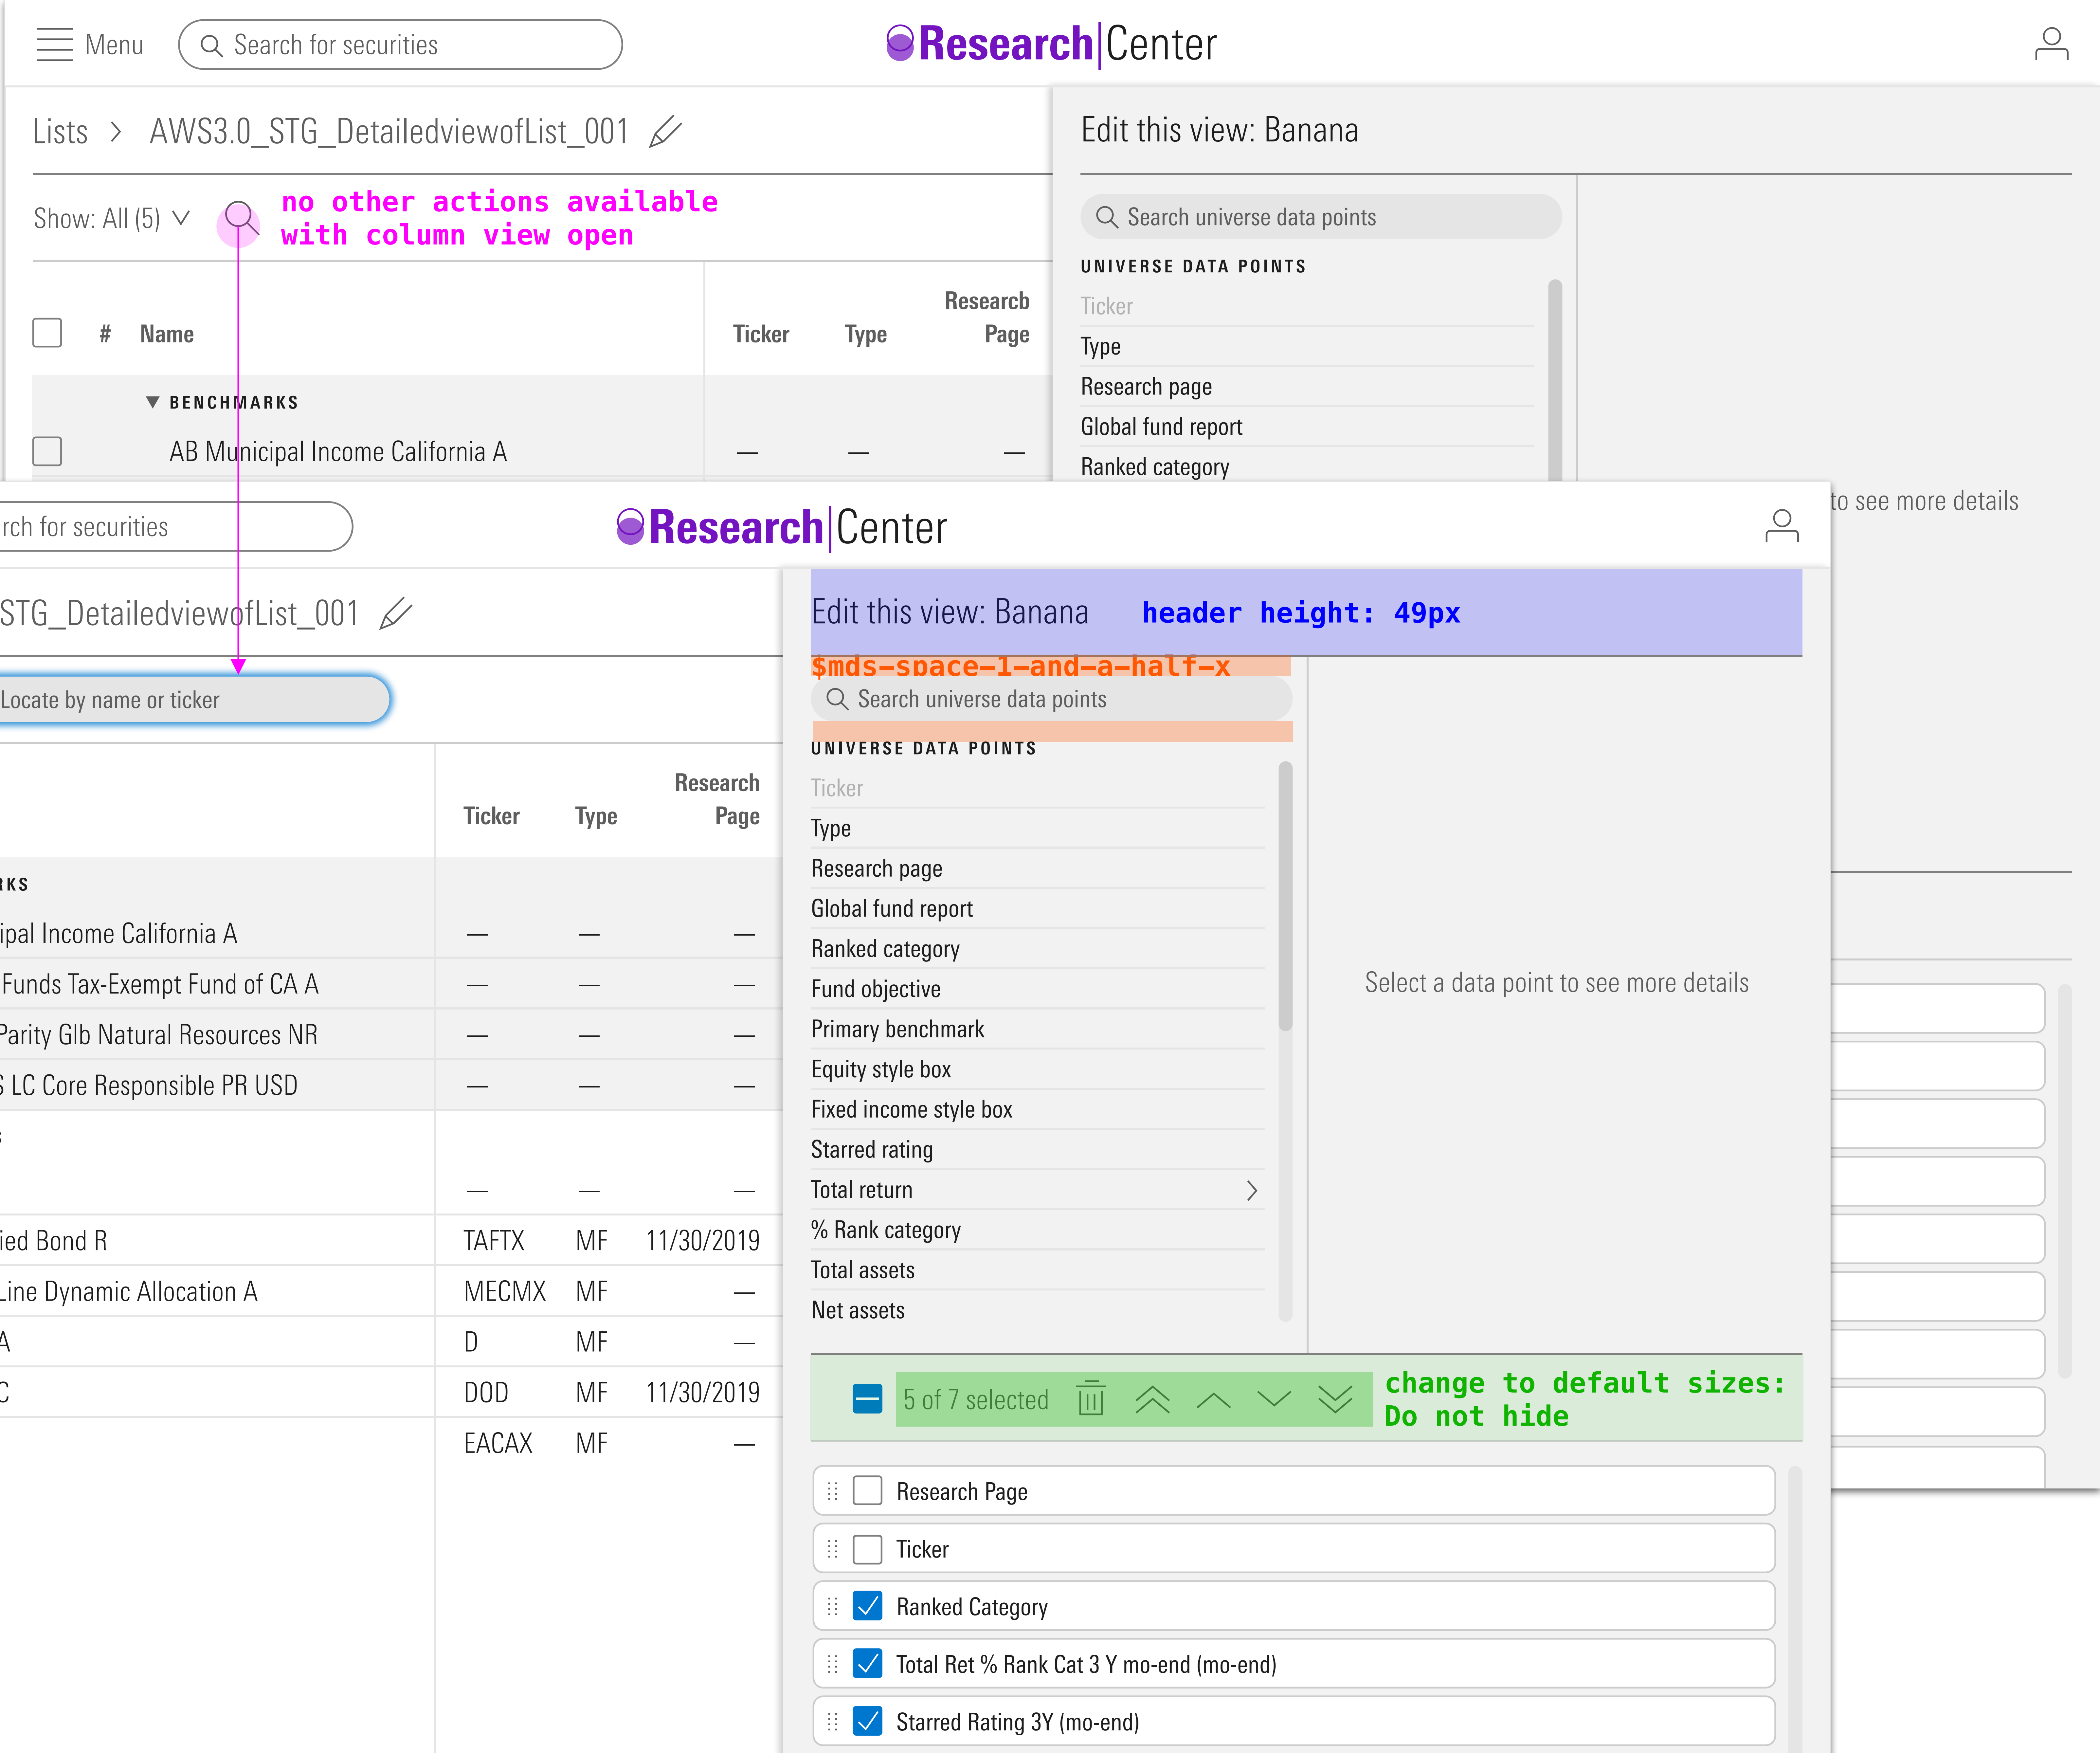 Menu
Search for securities
Research|Center
Lists > AWS3.0_STG_DetailedviewofList_001
Show: All (5)
no other actions available
with column view open
Researcb
# Name Ticker Type Page
BENCHMARKS
AB Municipal Income California A — — —
Edit this view: Banana
Search universe data points
UNIVERSE DATA POINTS
Ticker
Type
Research page
Global fund report
Ranked category
to see more details
rch for securities
Research|Center
STG_DetailedviewofList_001
Locate by name or ticker
Research
Ticker Type Page
RKS
ipal Income California A — — —
Funds Tax-Exempt Fund of CA A — — —
Parity Glb Natural Resources NR — — —
S LC Core Responsible PR USD — — —
s
— — —
ied Bond R TAFTX MF 11/30/2019
Line Dynamic Allocation A MECMX MF —
A D MF —
C DOD MF 11/30/2019
EACAX MF —
Edit this view: Banana
header height: 49px
$mds-space-1-and-a-half-x
Search universe data points
UNIVERSE DATA POINTS
Ticker
Type
Research page
Global fund report
Ranked category
Fund objective
Primary benchmark
Equity style box
Fixed income style box
Starred rating
Total return
% Rank category
Total assets
Net assets
Select a data point to see more details
5 of 7 selected
change to default sizes:
Do not hide
Research Page
Ticker
Ranked Category
Total Ret % Rank Cat 3 Y mo-end (mo-end)
Starred Rating 3Y (mo-end)